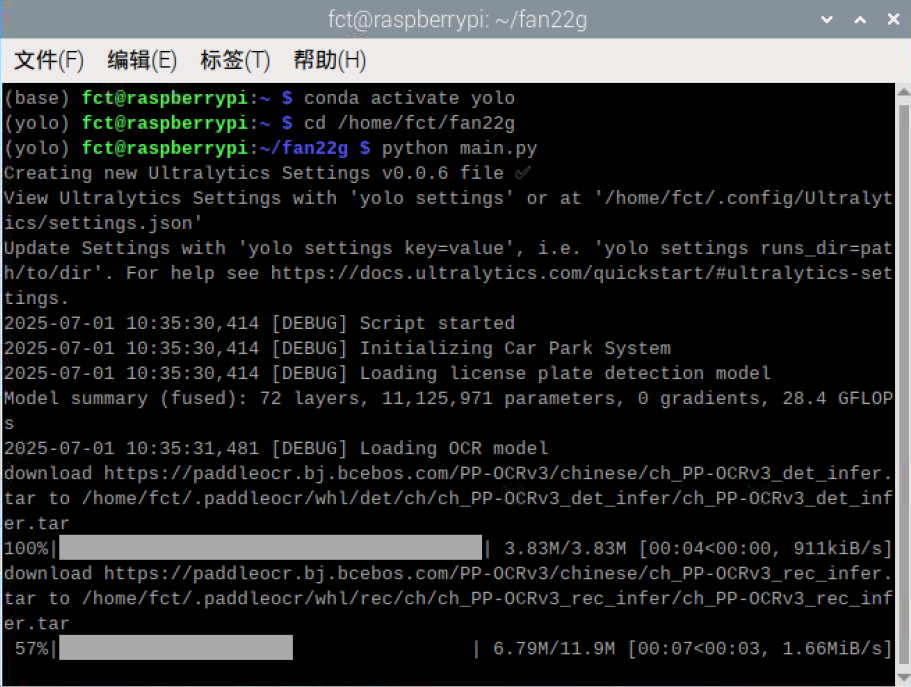 fct@raspberrypi: ~/fan22g
文件(F) 编辑(E) 标签(T) 帮助(H)
(base) fct@raspberrypi:~ $ conda activate yolo
(yolo) fct@raspberrypi:~ $ cd /home/fct/fan22g
(yolo) fct@raspberrypi:~/fan22g $ python main.py
Creating new Ultralytics Settings v0.0.6 file ✅
View Ultralytics Settings with 'yolo settings' or at '/home/fct/.config/Ultralyt
ics/settings.json'
Update Settings with 'yolo settings key=value', i.e. 'yolo settings runs_dir=pat
h/to/dir'. For help see https://docs.ultralytics.com/quickstart/#ultralytics-set
tings.
2025-07-01 10:35:30,414 [DEBUG] Script started
2025-07-01 10:35:30,414 [DEBUG] Initializing Car Park System
2025-07-01 10:35:30,414 [DEBUG] Loading license plate detection model
Model summary (fused): 72 layers, 11,125,971 parameters, 0 gradients, 28.4 GFLOP
s
2025-07-01 10:35:31,481 [DEBUG] Loading OCR model
download https://paddleocr.bj.bcebos.com/PP-OCRv3/chinese/ch_PP-OCRv3_det_infer.
tar to /home/fct/.paddleocr/whl/det/ch/ch_PP-OCRv3_det_infer/ch_PP-OCRv3_det_inf
er.tar
100%| | 3.83M/3.83M [00:04<00:00, 911kiB/s]
download https://paddleocr.bj.bcebos.com/PP-OCRv3/chinese/ch_PP-OCRv3_rec_infer.
tar to /home/fct/.paddleocr/whl/rec/ch/ch_PP-OCRv3_rec_infer/ch_PP-OCRv3_rec_inf
er.tar
57%| | 6.79M/11.9M [00:07<00:03, 1.66MiB/s]